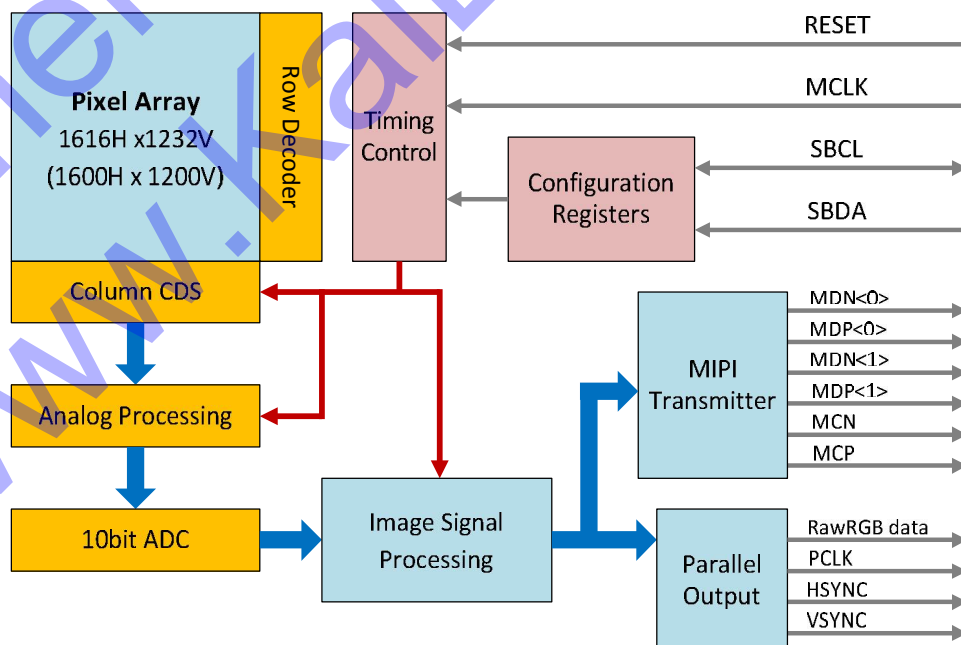 RESET
MCLK
SBCL
SBDA
Pixel Array
1616H x1232V
(1600H x 1200V)
Row Decoder
Timing
Control
Configuration
Registers
Column CDS
Analog Processing
10bit ADC
Image Signal
Processing
MIPI
Transmitter
MDN<0>
MDP<0>
MDN<1>
MDP<1>
MCN
MCP
Parallel
Output
RawRGB data
PCLK
HSYNC
VSYNC